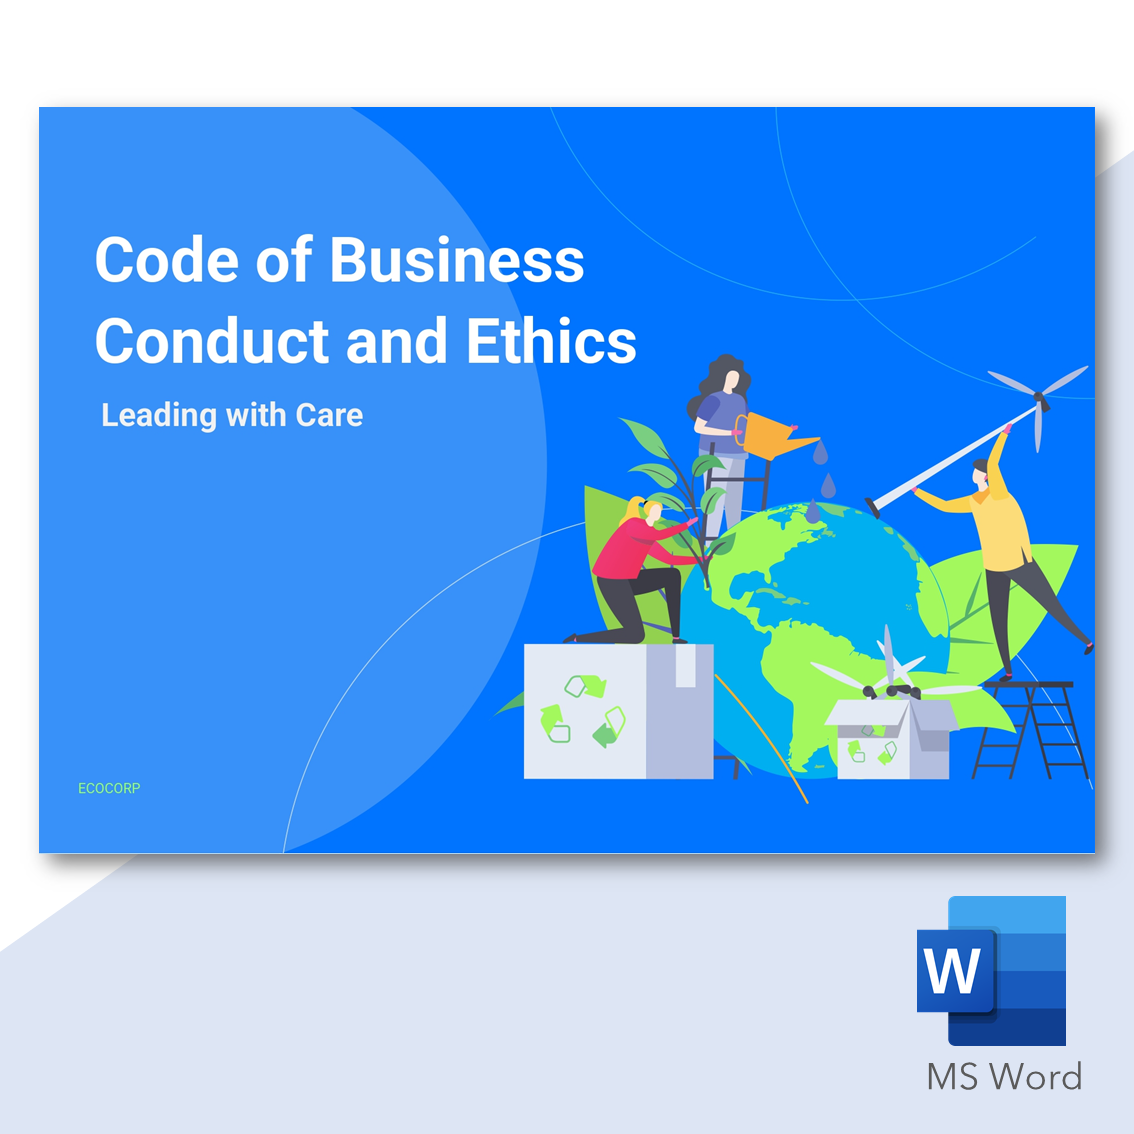 Code of Business
Conduct and Ethics
Leading with Care
ECOCORP
W
MS Word